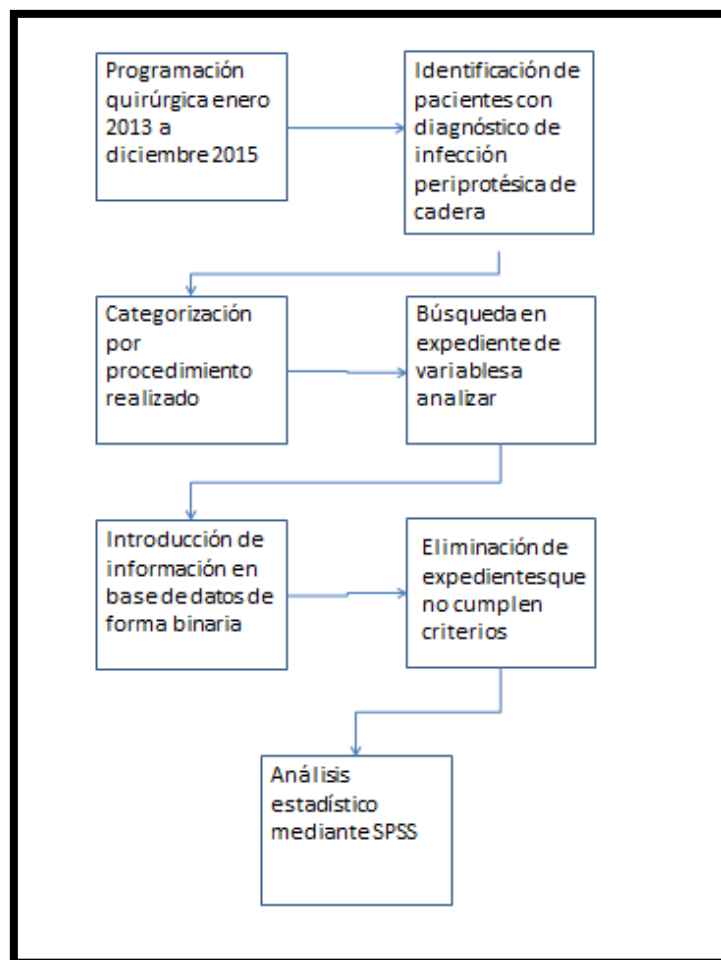 Programación
quirúrgica enero
2013 a
diciembre 2015
Identificación de
pacientes con
diagnóstico de
infección
periprotésica de
cadera
Categorización
por
procedimiento
realizado
Búsqueda en
expediente de
variablesa
analizar
Introducción de
información en
base de datos de
forma binaria
Eliminación de
expedientesque
no cumplen
criterios
Análisis
estadístico
mediante SPSS